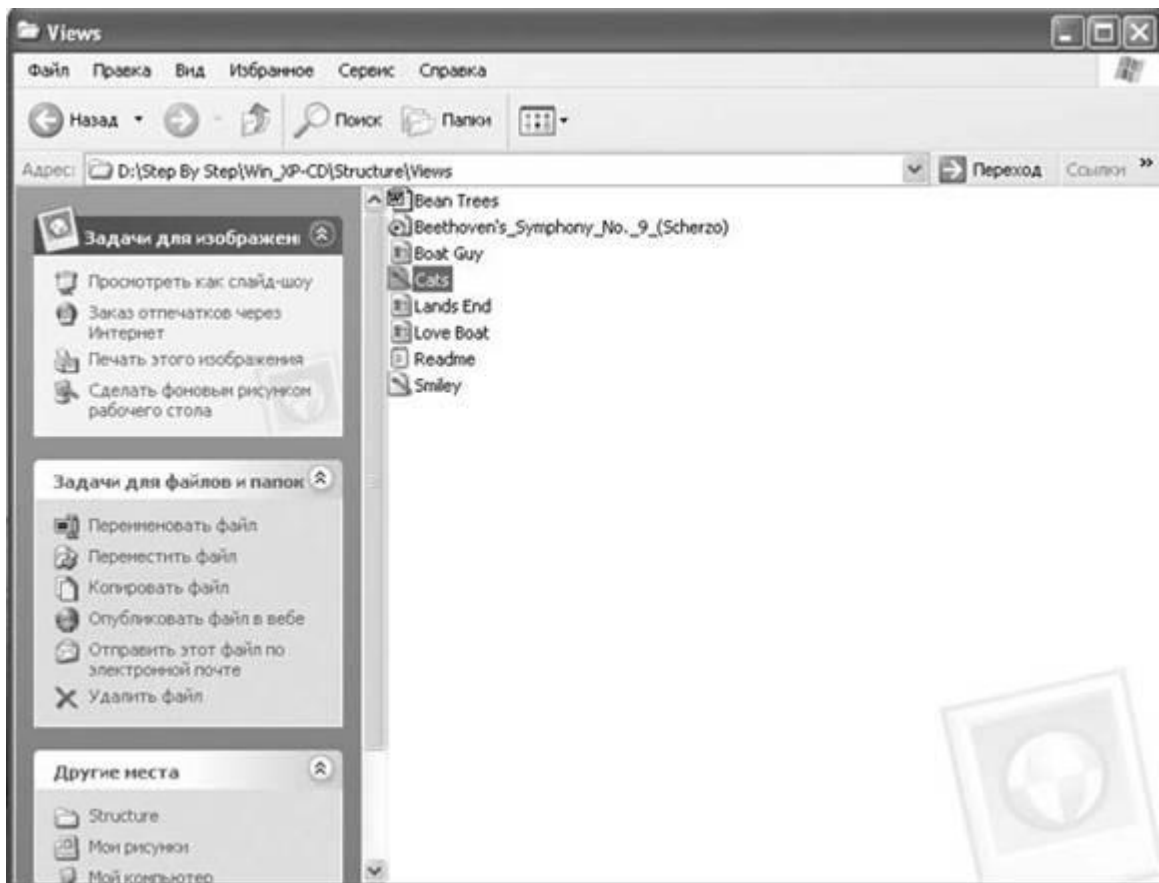 Views
Файл Правка Вид Избранное Сервис Справка
Назад Поиск Папки
Адрес: D:\Step By Step\Win_XP-CD\Structure\Views Переход Ссылки »
Задачи для изображен
Просмотреть как слайд-шоу
Заказ отпечатков через
Интернет
Печать этого изображения
Сделать фоновым рисунком
рабочего стола
Задачи для файлов и папок
Переименовать файл
Переместить файл
Копировать файл
Опубликовать файл в вебе
Отправить этот файл по
электронной почте
Удалить файл
Другие места
Structure
Мои рисунки
Мой компьютер
Bean Trees
Beethoven's_Symphony_No._9_(Scherzo)
Boat Guy
Cats
Lands End
Love Boat
Readme
Smiley